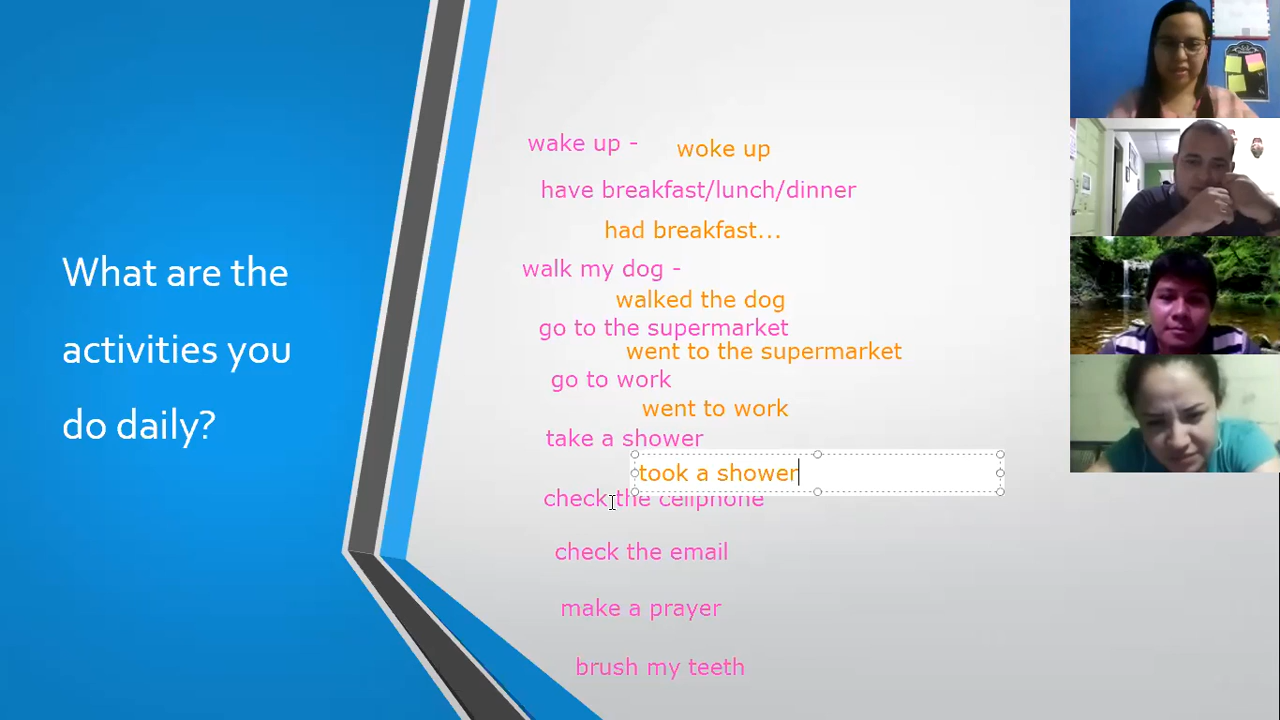 What are the
activities you
do daily?
wake up -
woke up
have breakfast/lunch/dinner
had breakfast...
walk my dog -
walked the dog
go to the supermarket
went to the supermarket
go to work
went to work
take a shower
took a shower
check the cellphone
check the email
make a prayer
brush my teeth